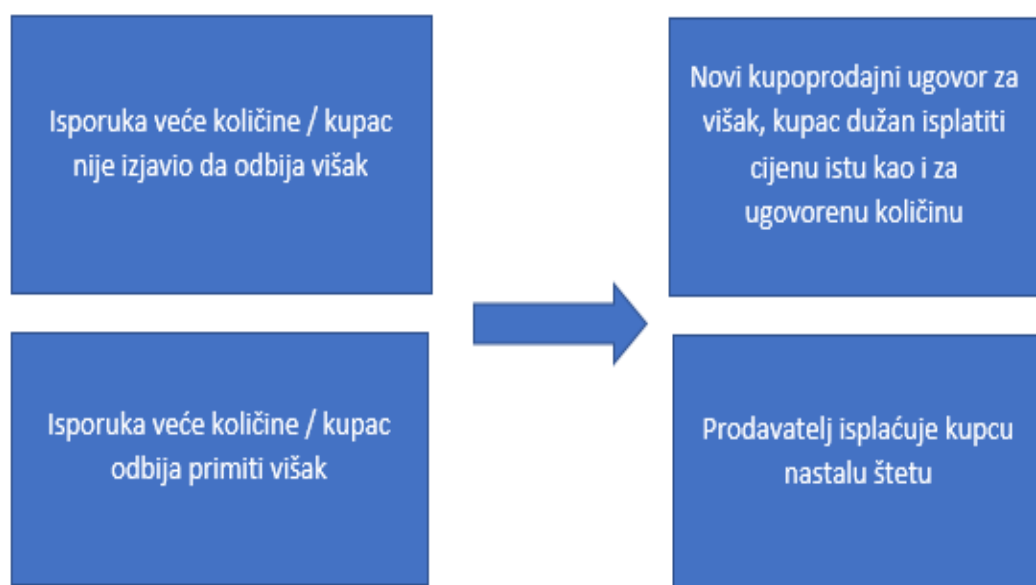 Isporuka veće količine / kupac
nije izjavio da odbija višak
Novi kupoprodajni ugovor za
višak, kupac dužan isplatiti
cijenu istu kao i za
ugovorenu količinu
Isporuka veće količine / kupac
odbija primiti višak
Prodavatelj isplaćuje kupcu
nastalu štetu